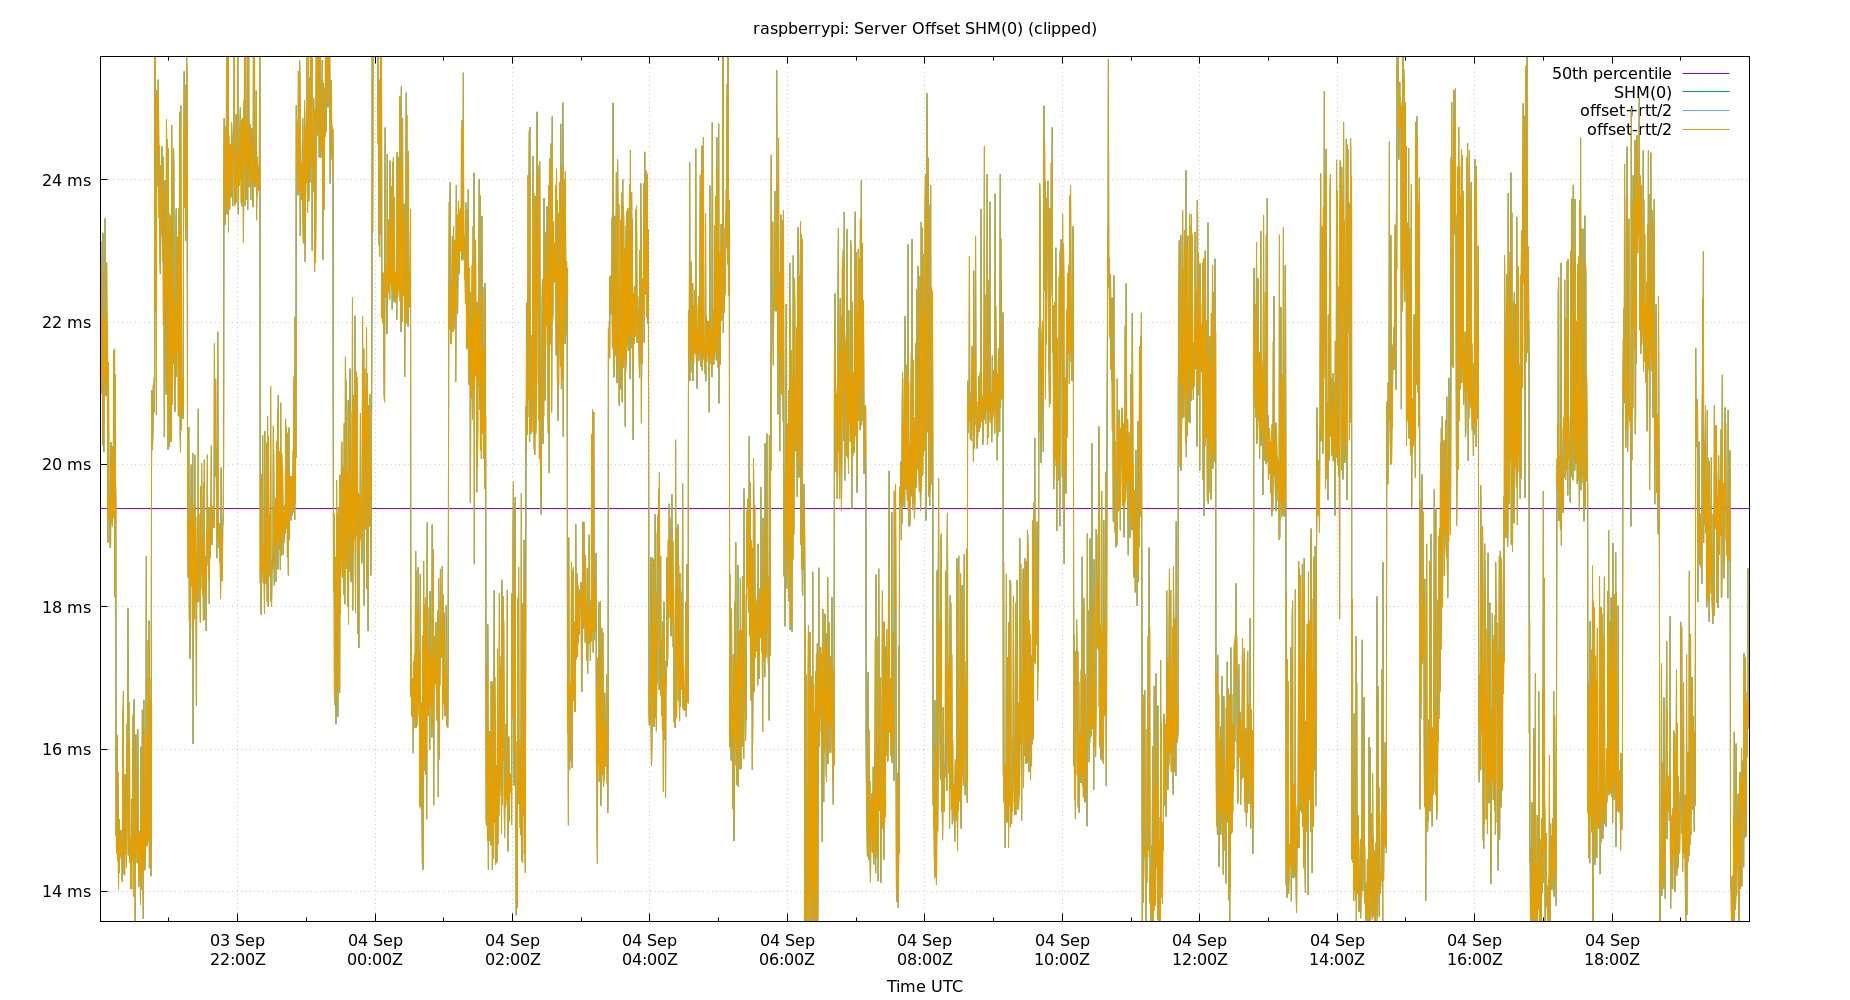 raspberrypi: Server Offset SHM(0) (clipped)
50th percentile
SHM(0)
offset+rtt/2
offset-rtt/2
24 ms
22 ms
20 ms
18 ms
16 ms
14 ms
03 Sep 04 Sep 04 Sep 04 Sep 04 Sep 04 Sep 04 Sep 04 Sep 04 Sep 04 Sep 04 Sep
22:00Z 00:00Z 02:00Z 04:00Z 06:00Z 08:00Z 10:00Z 12:00Z 14:00Z 16:00Z 18:00Z
Time UTC